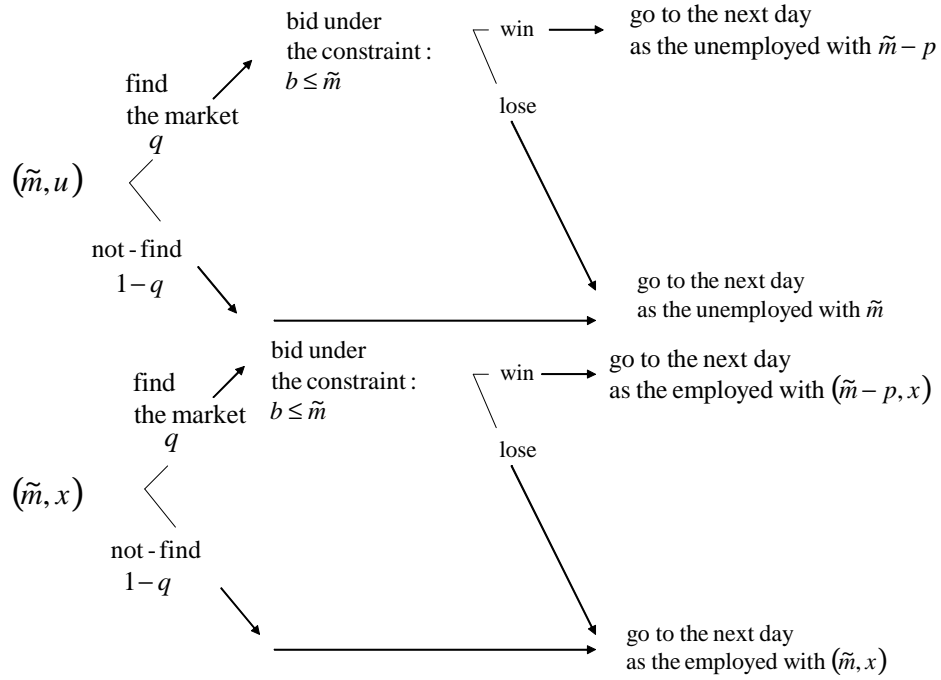 bid under
the constraint :
b ≤ m̃
win
go to the next day
as the unemployed with m̃ − p
find
the market
q
lose
(m̃, u)
not - find
1 − q
go to the next day
as the unemployed with m̃
bid under
the constraint :
b ≤ m̃
win
go to the next day
as the employed with (m̃ − p, x)
find
the market
q
lose
(m̃, x)
not - find
1 − q
go to the next day
as the employed with (m̃, x)